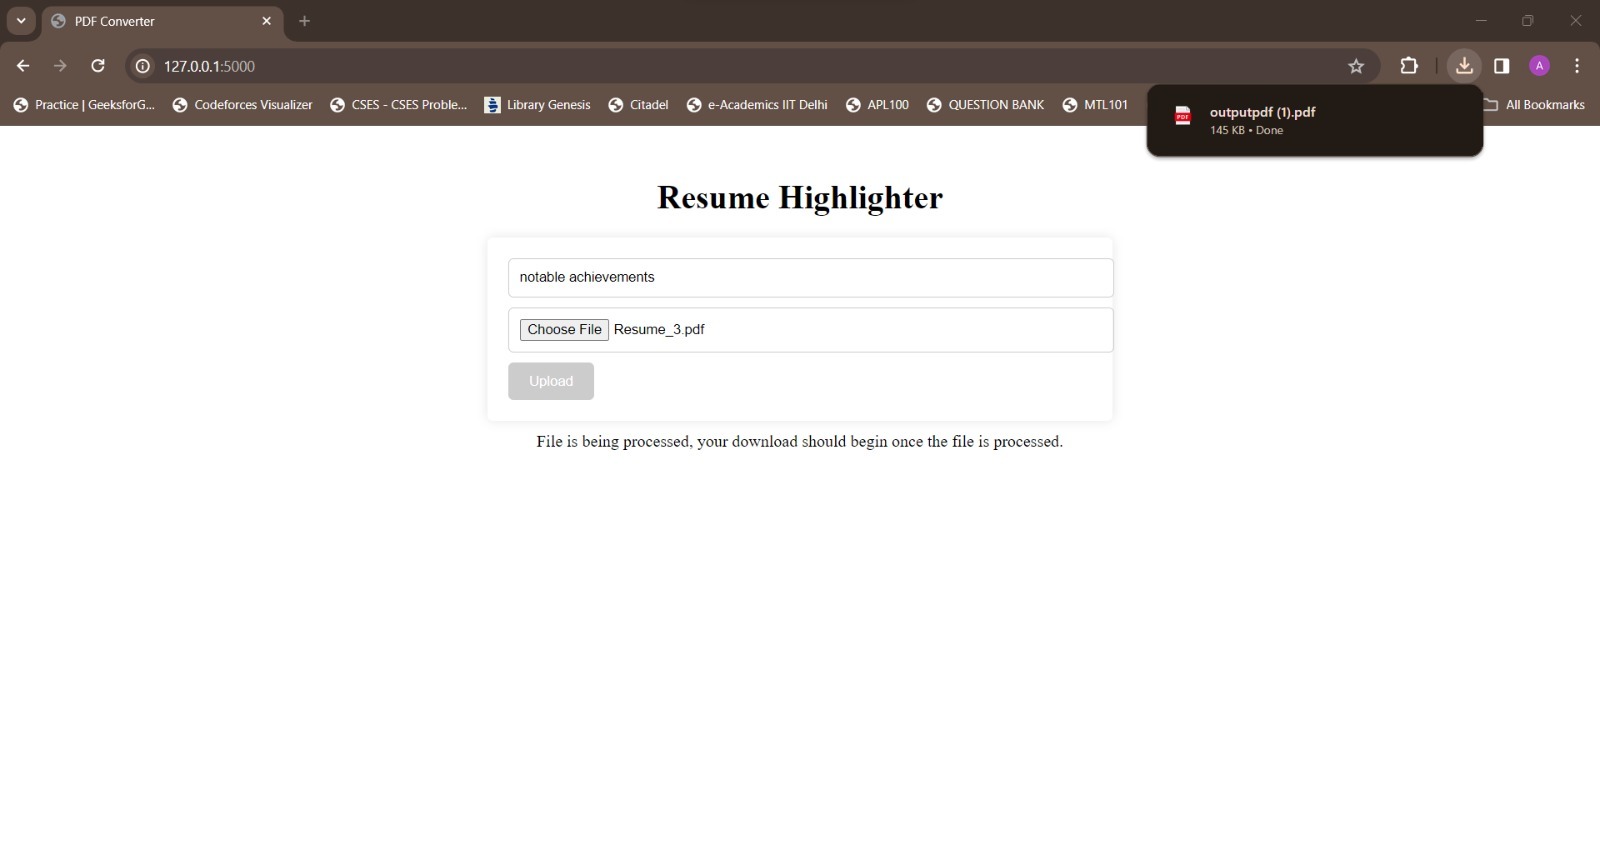 PDF Converter
127.0.0.1:5000
A
Practice | GeeksforG... Codeforces Visualizer CSES - CSES Proble... Library Genesis Citadel e-Academics IIT Delhi APL100 QUESTION BANK MTL101 All Bookmarks
PDF
outputpdf (1).pdf
145 KB • Done
Resume Highlighter
notable achievements
Choose File Resume_3.pdf
Upload
File is being processed, your download should begin once the file is processed.